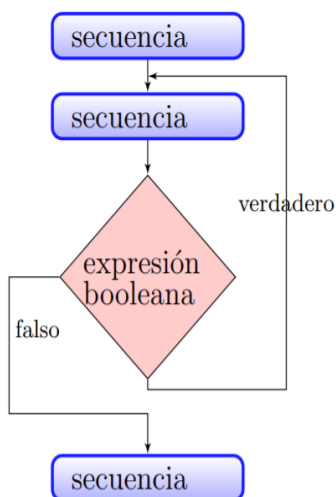 secuencia
secuencia
verdadero
expresión
booleana
falso
secuencia